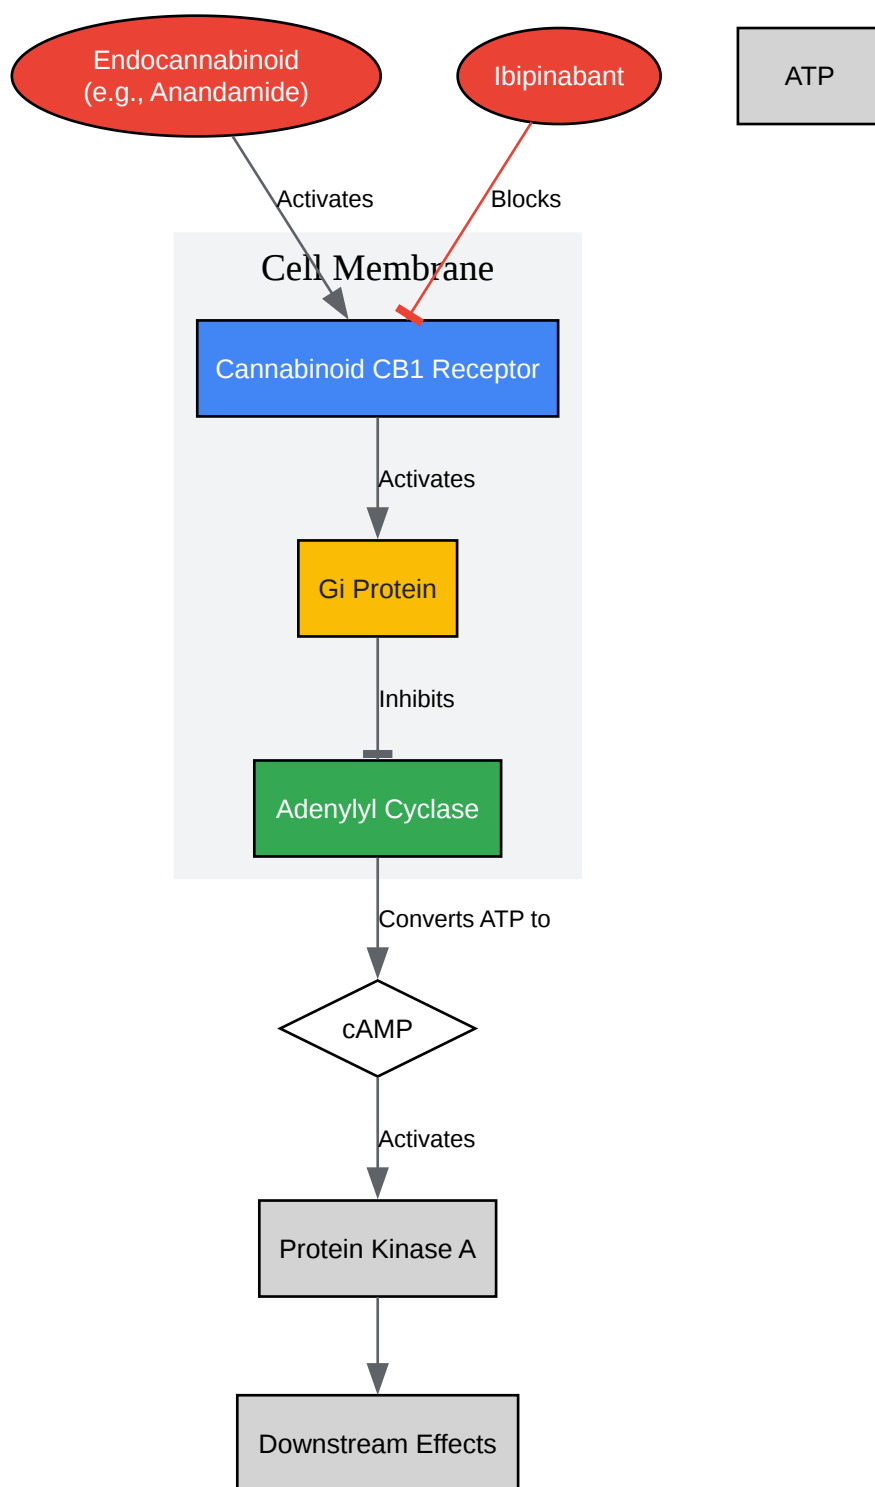 Endocannabinoid
(e.g., Anandamide)
Ibipinabant
ATP
Activates
Blocks
Cell Membrane
Cannabinoid CB1 Receptor
Activates
Gi Protein
Inhibits
Adenylyl Cyclase
Converts ATP to
cAMP
Activates
Protein Kinase A
Downstream Effects